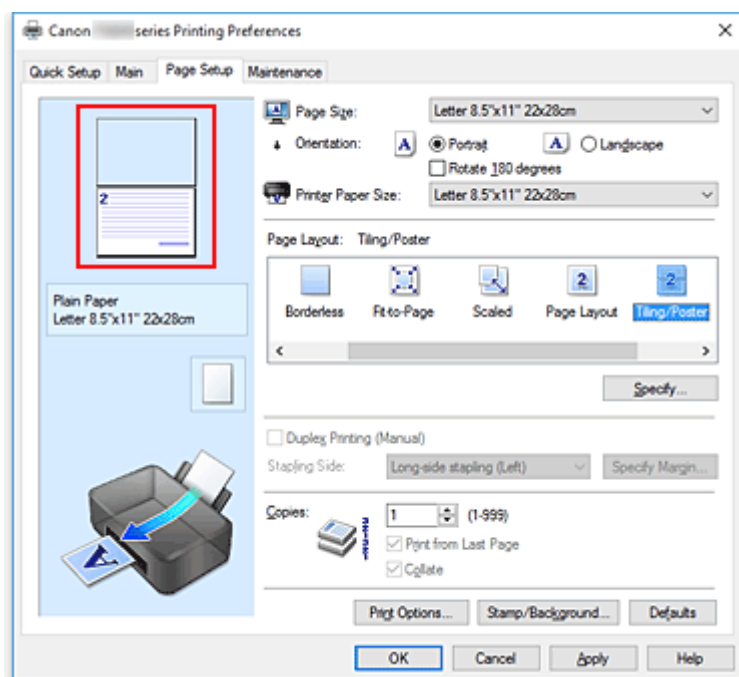 Canon series Printing Preferences
Quick Setup Main Page Setup Maintenance
Page Size: Letter 8.5"x11" 22x28cm
Orientation: A Portrait A Landscape
Rotate 180 degrees
Printer Paper Size: Letter 8.5"x11" 22x28cm
2
Page Layout: Tiling/Poster
2 2
Borderless Fit-to-Page Scaled Page Layout Tiling/Poster
Plain Paper
Letter 8.5"x11" 22x28cm
Specify...
Duplex Printing (Manual)
Stapling Side: Long-side stapling (Left) Specify Margin...
Copies: 1 (1-999)
Print from Last Page
Collate
A
Print Options... Stamp/Background... Defaults
OK Cancel Apply Help